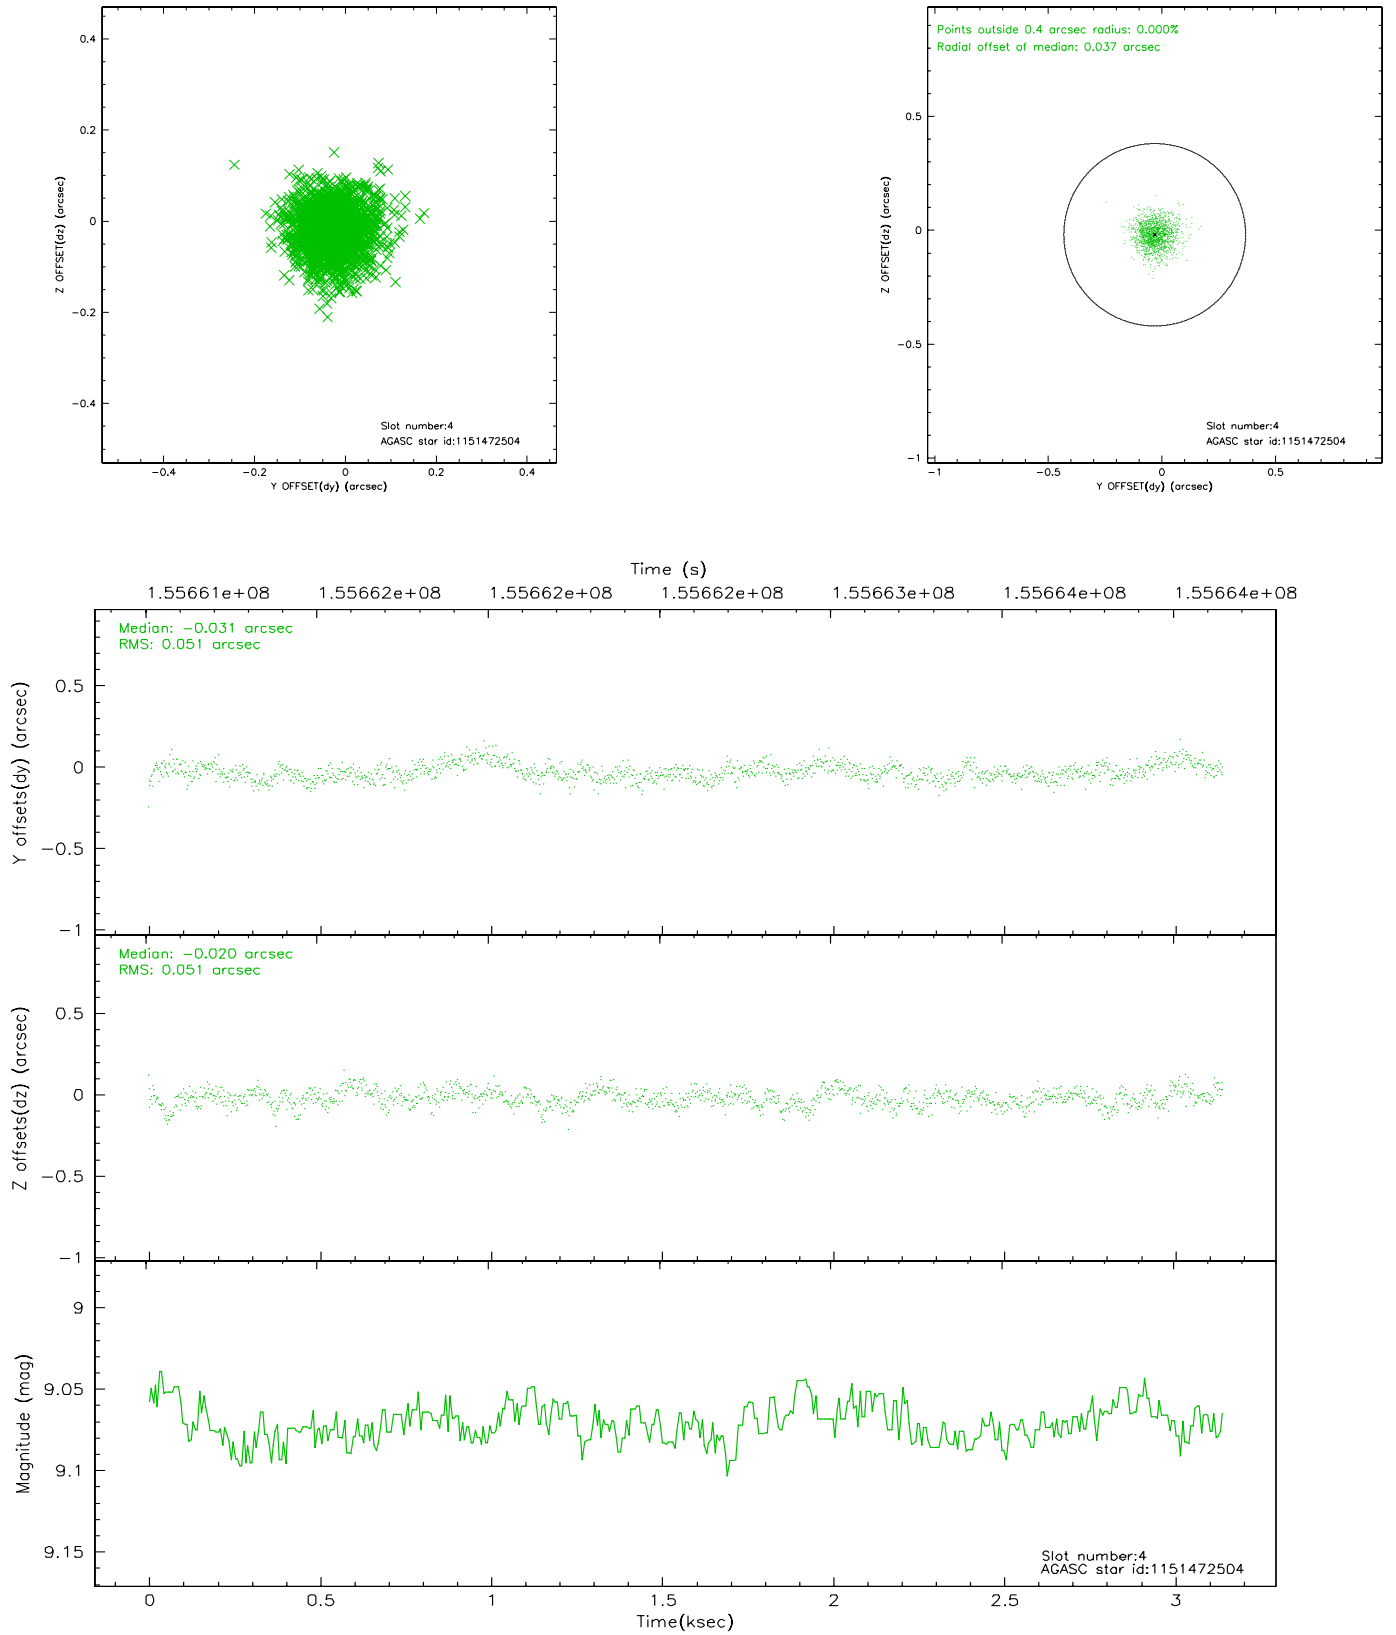 0.4
0.2
0
−0.2
−0.4
Z OFFSET(dz) (arcsec)
Slot number:4
AGASC star id:1151472504
−0.4 −0.2 0 0.2 0.4
Y OFFSET(dy) (arcsec)
Points outside 0.4 arcsec radius: 0.000%
Radial offset of median: 0.037 arcsec
0.5
0
−0.5
−1
Z OFFSET(dz) (arcsec)
Slot number:4
AGASC star id:1151472504
−1 −0.5 0 0.5
Y OFFSET(dy) (arcsec)
Time (s)
1.55661e+08 1.55662e+08 1.55662e+08 1.55662e+08 1.55663e+08 1.55664e+08 1.55664e+08
Median: −0.031 arcsec
RMS: 0.051 arcsec
0.5
0
−0.5
−1
Y offsets(dy) (arcsec)
Median: −0.020 arcsec
RMS: 0.051 arcsec
0.5
0
−0.5
−1
Z offsets(dz) (arcsec)
9
9.05
9.1
9.15
Magnitude (mag)
Slot number:4
AGASC star id:1151472504
0 0.5 1 1.5 2 2.5 3
Time(ksec)